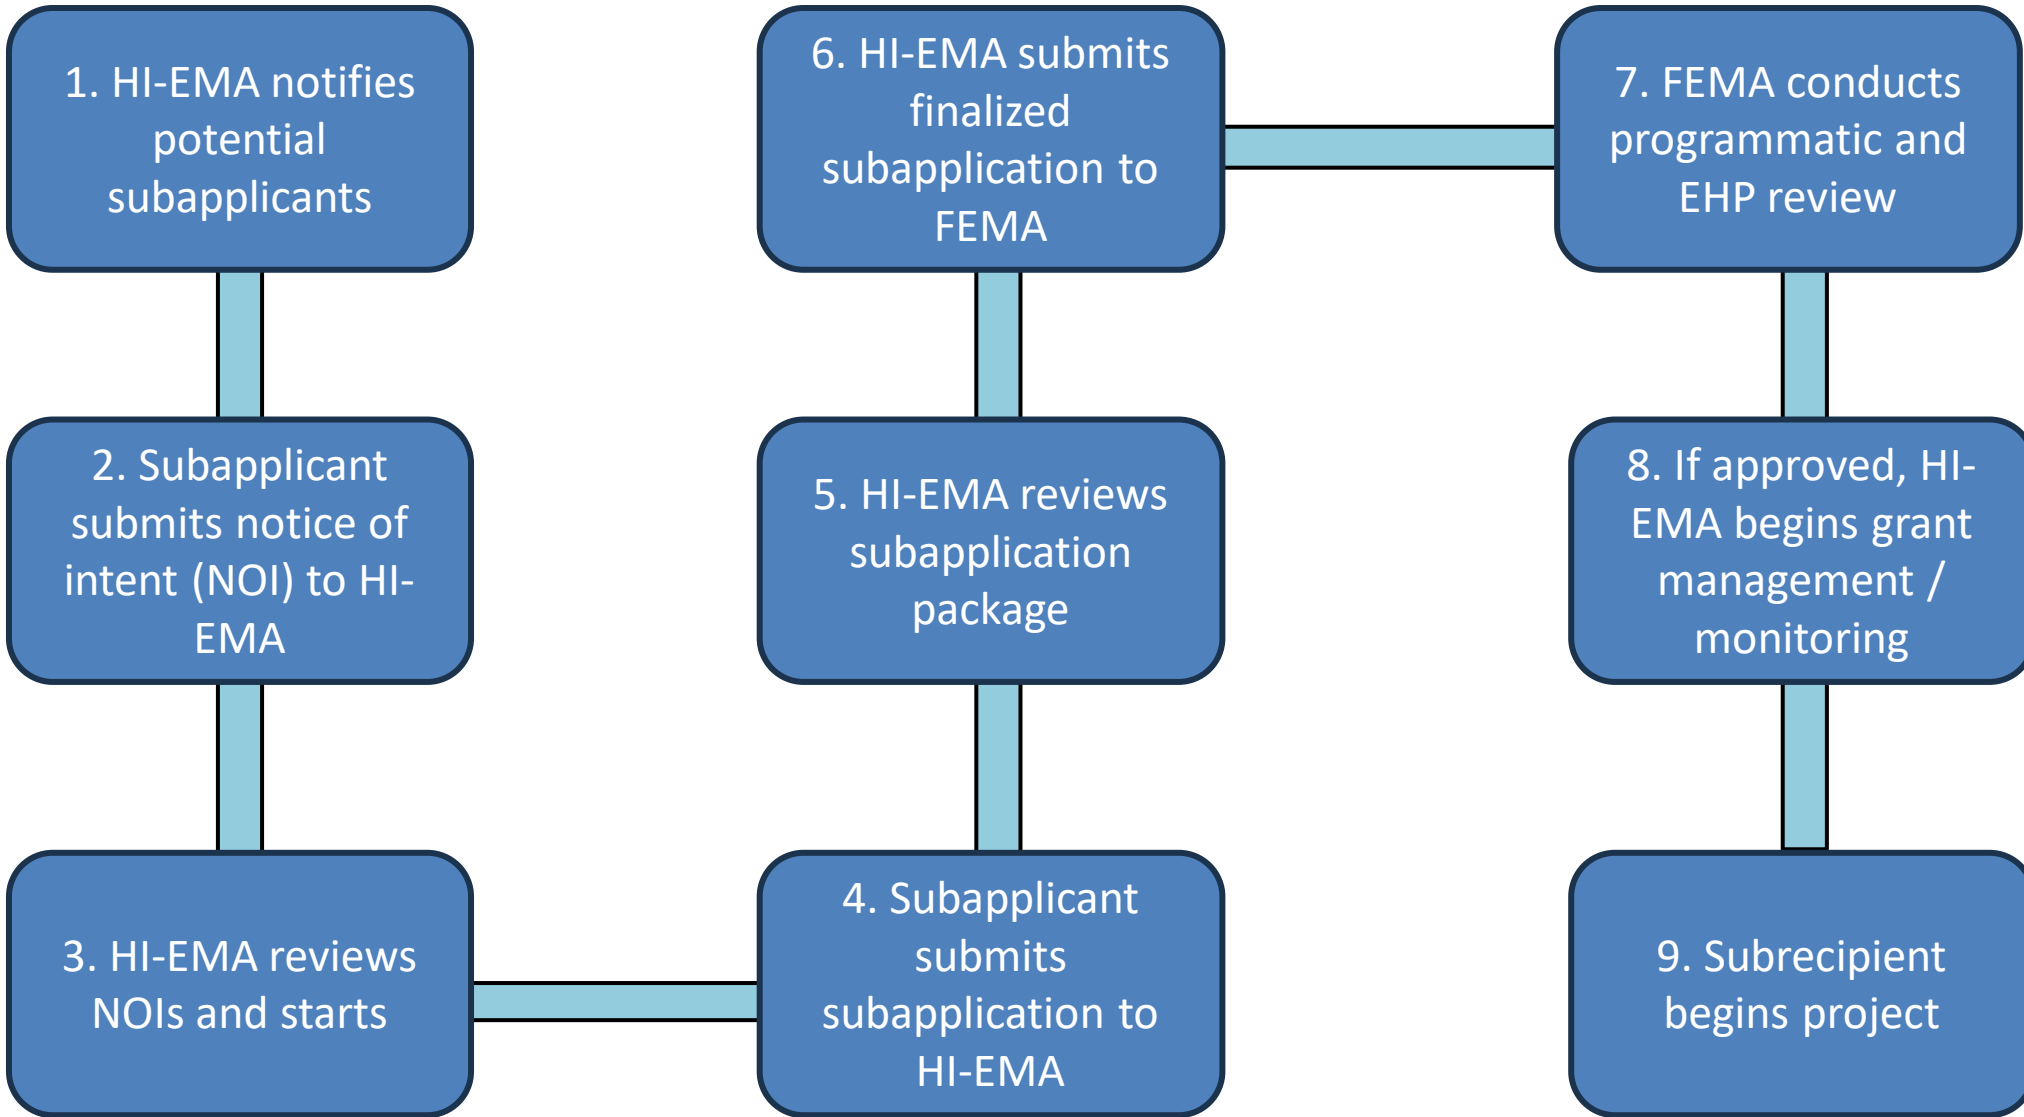 1. HI-EMA notifies
potential
subapplicants
2. Subapplicant
submits notice of
intent (NOI) to HI-
EMA
3. HI-EMA reviews
NOIs and starts
4. Subapplicant
submits
subapplication to
HI-EMA
5. HI-EMA reviews
subapplication
package
6. HI-EMA submits
finalized
subapplication to
FEMA
7. FEMA conducts
programmatic and
EHP review
8. If approved, HI-
EMA begins grant
management /
monitoring
9. Subrecipient
begins project